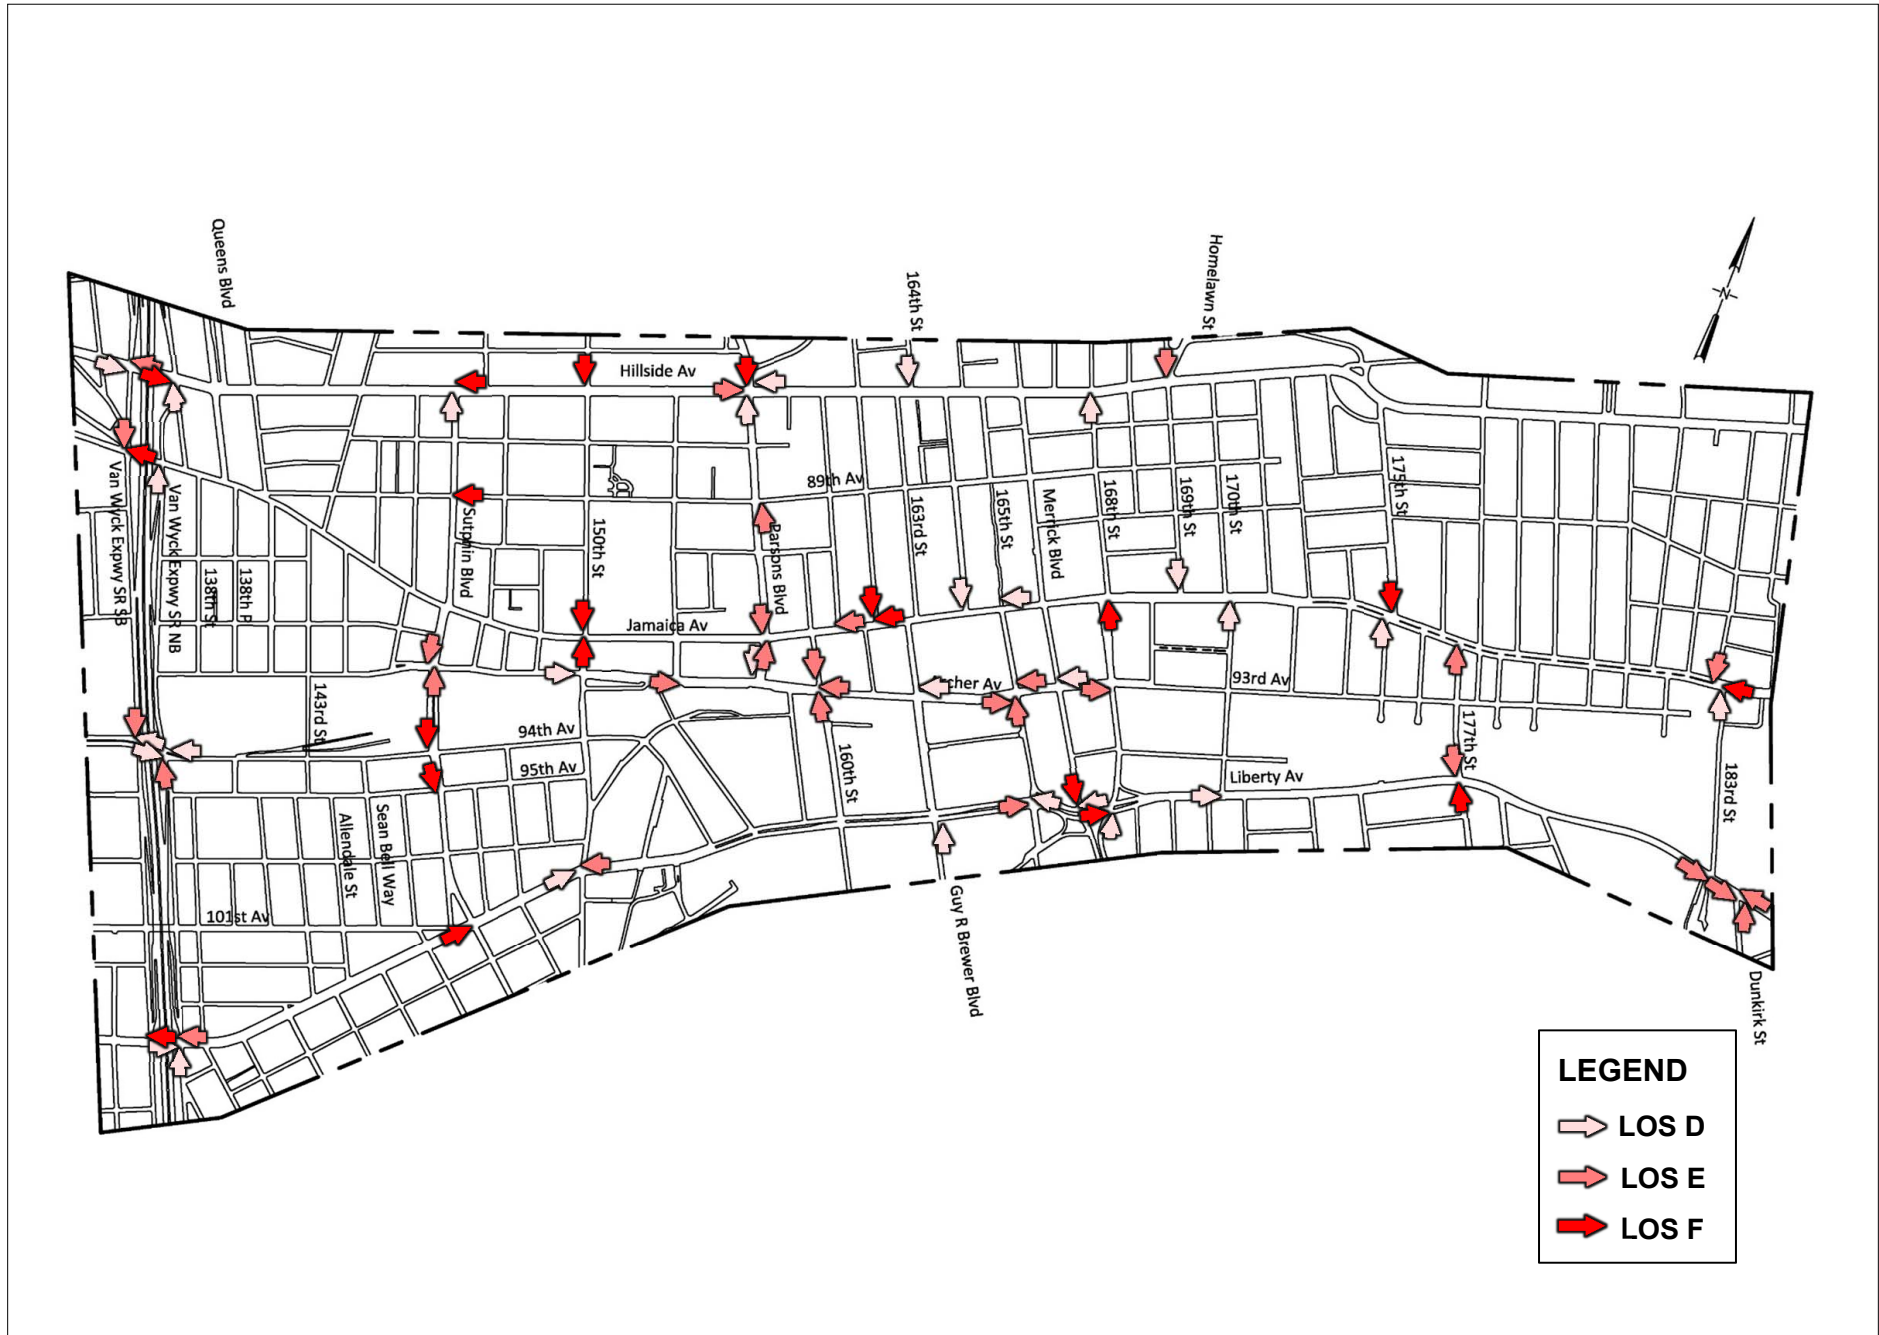 Queens Blvd
164th St
Homelawn St
N
Hillside Av
89th Av
Van Wyck Expwy SR SB
Van Wyck Expwy SR NB
138th St
138th P
143rd St
Sutphin Blvd
150th St
Parsons Blvd
163rd St
165th St
Merrick Blvd
168th St
169th St
170th St
175th St
Jamaica Av
cher Av
93rd Av
94th Av
95th Av
160th St
177th St
Liberty Av
183rd St
Allendale St
Sean Bell Way
101st Av
Guy R Brewer Blvd
Dunkirk St
LEGEND
LOS D
LOS E
LOS F